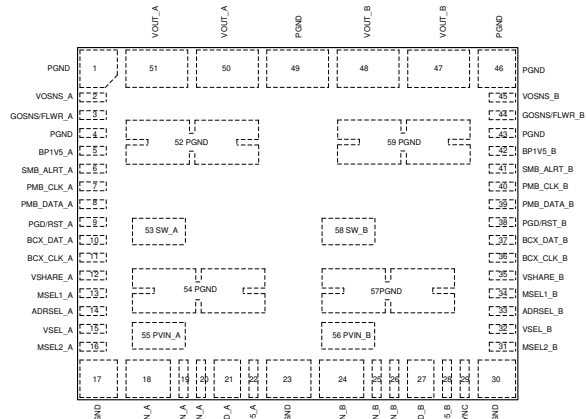 VOUT_A
VOUT_A
PGND
VOUT_B
VOUT_B
PGND
PGND 1 51 50 49 48 47 46 PGND
VOSNS_A 2 45 VOSNS_B
GOSNS/FLWR_A 3 44 GOSNS/FLWR_B
PGND 4 52 PGND 59 PGND 43 PGND
BP1V5_A 5 42 BP1V5_B
SMB_ALRT_A 6 41 SMB_ALRT_B
PMB_CLK_A 7 40 PMB_CLK_B
PMB_DATA_A 8 39 PMB_DATA_B
PGD/RST_A 9 53 SW_A 58 SW_B 38 PGD/RST_B
BCX_DAT_A 10 37 BCX_DAT_B
BCX_CLK_A 11 36 BCX_CLK_B
VSHARE_A 12 35 VSHARE_B
MSEL1_A 13 54 PGND 57PGND 34 MSEL1_B
ADRSEL_A 14 33 ADRSEL_B
VSEL_A 15 55 PVIN_A 56 PVIN_B 32 VSEL_B
MSEL2_A 16 31 MSEL2_B
17 18 19 20 21 22 23 24 25 26 27 28 29 30